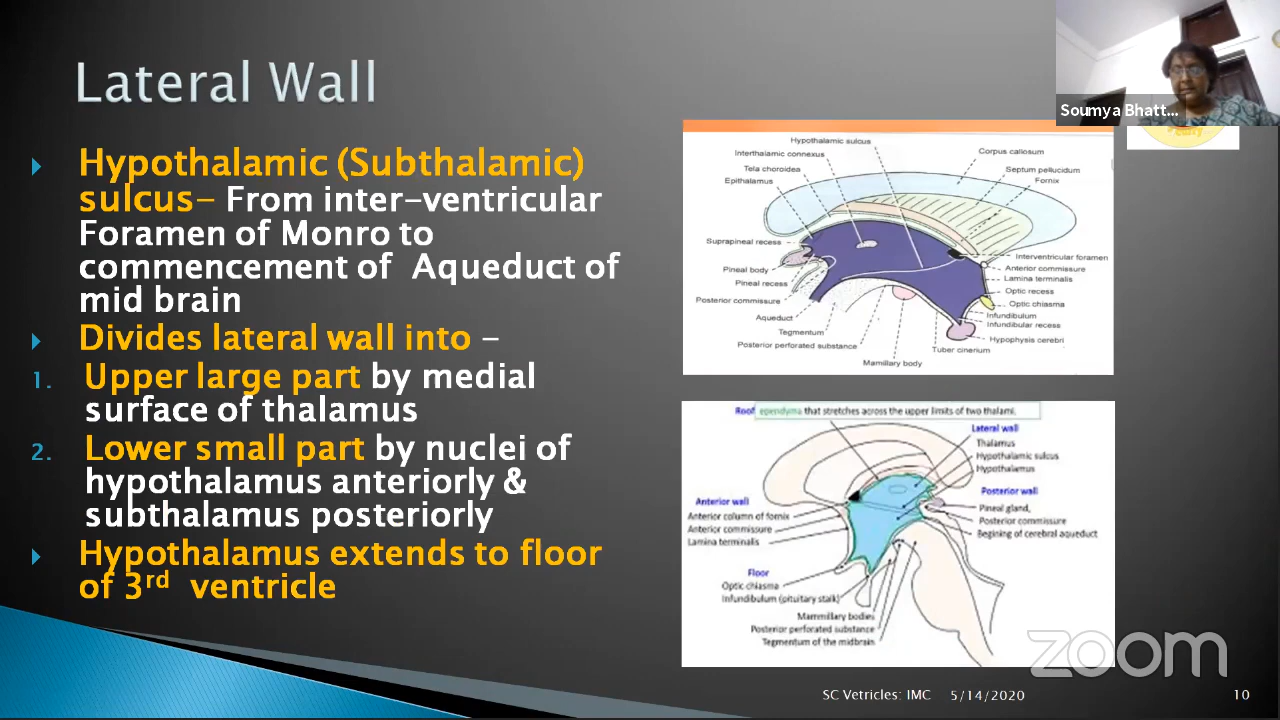 Lateral Wall
Hypothalamic (Subthalamic)
sulcus- From inter-ventricular
Foramen of Monro to
commencement of Aqueduct of
mid brain
Divides lateral wall into -
1. Upper large part by medial
surface of thalamus
2. Lower small part by nuclei of
hypothalamus anteriorly &
subthalamus posteriorly
Hypothalamus extends to floor
of 3rd ventricle
Soumya Bhatt...
Hypothalamic sulcus
Interthalamic connexus
Tela choroidea
Epithalamus
Corpus callosum
Septum pellucidum
Fornix
Suprapineal recess
Pineal body
Pineal recess
Posterior commissure
Aqueduct
Tegmentum
Posterior perforated substance
Mamillary body
Interventricular foramen
Anterior commissure
Lamina terminalis
Optic recess
Optic chiasma
Infundibulum
Infundibular recess
Hypophysis cerebri
Tuber cinerium
Roof ependyma that stretches across the upper limits of two thalami.
Lateral wall
Thalamus
Hypothalamic sulcus
Hypothalamus
Posterior wall
Pineal gland,
Posterior commissure
Begining of cerebral aqueduct
Anterior wall
Anterior column of fornix
Anterior commissure
Lamina terminalis
Floor
Optic chiasma
Infundibulum (pituitary stalk)
Mammillary bodies
Posterior perforated substance
Tegmentum of the midbrain
zoom
SC Vetricles: IMC 5/14/2020 10